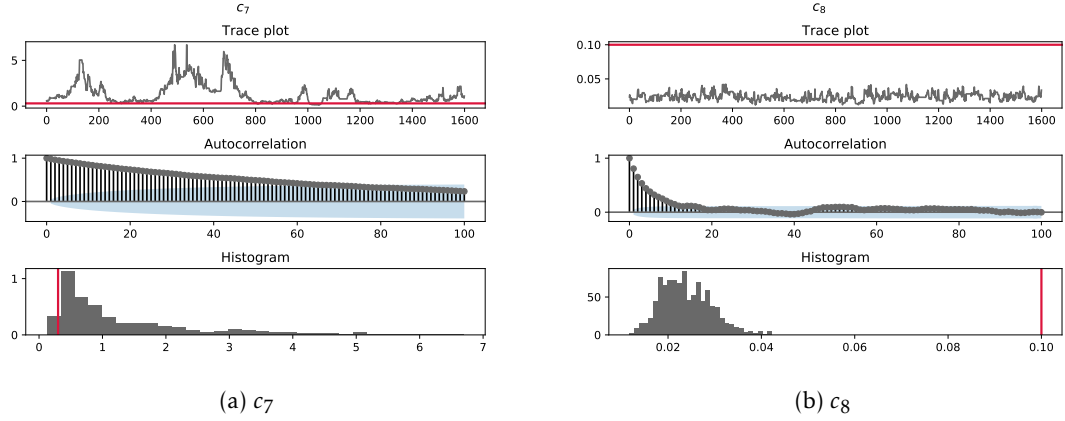 c7
Trace plot
5
0
0 200 400 600 800 1000 1200 1400 1600
Autocorrelation
1
0
0 20 40 60 80 100
Histogram
1
0
0 1 2 3 4 5 6 7
(a) c7
c8
Trace plot
0.10
0.05
0 200 400 600 800 1000 1200 1400 1600
Autocorrelation
1
0
0 20 40 60 80 100
Histogram
50
0
0.02 0.04 0.06 0.08 0.10
(b) c8